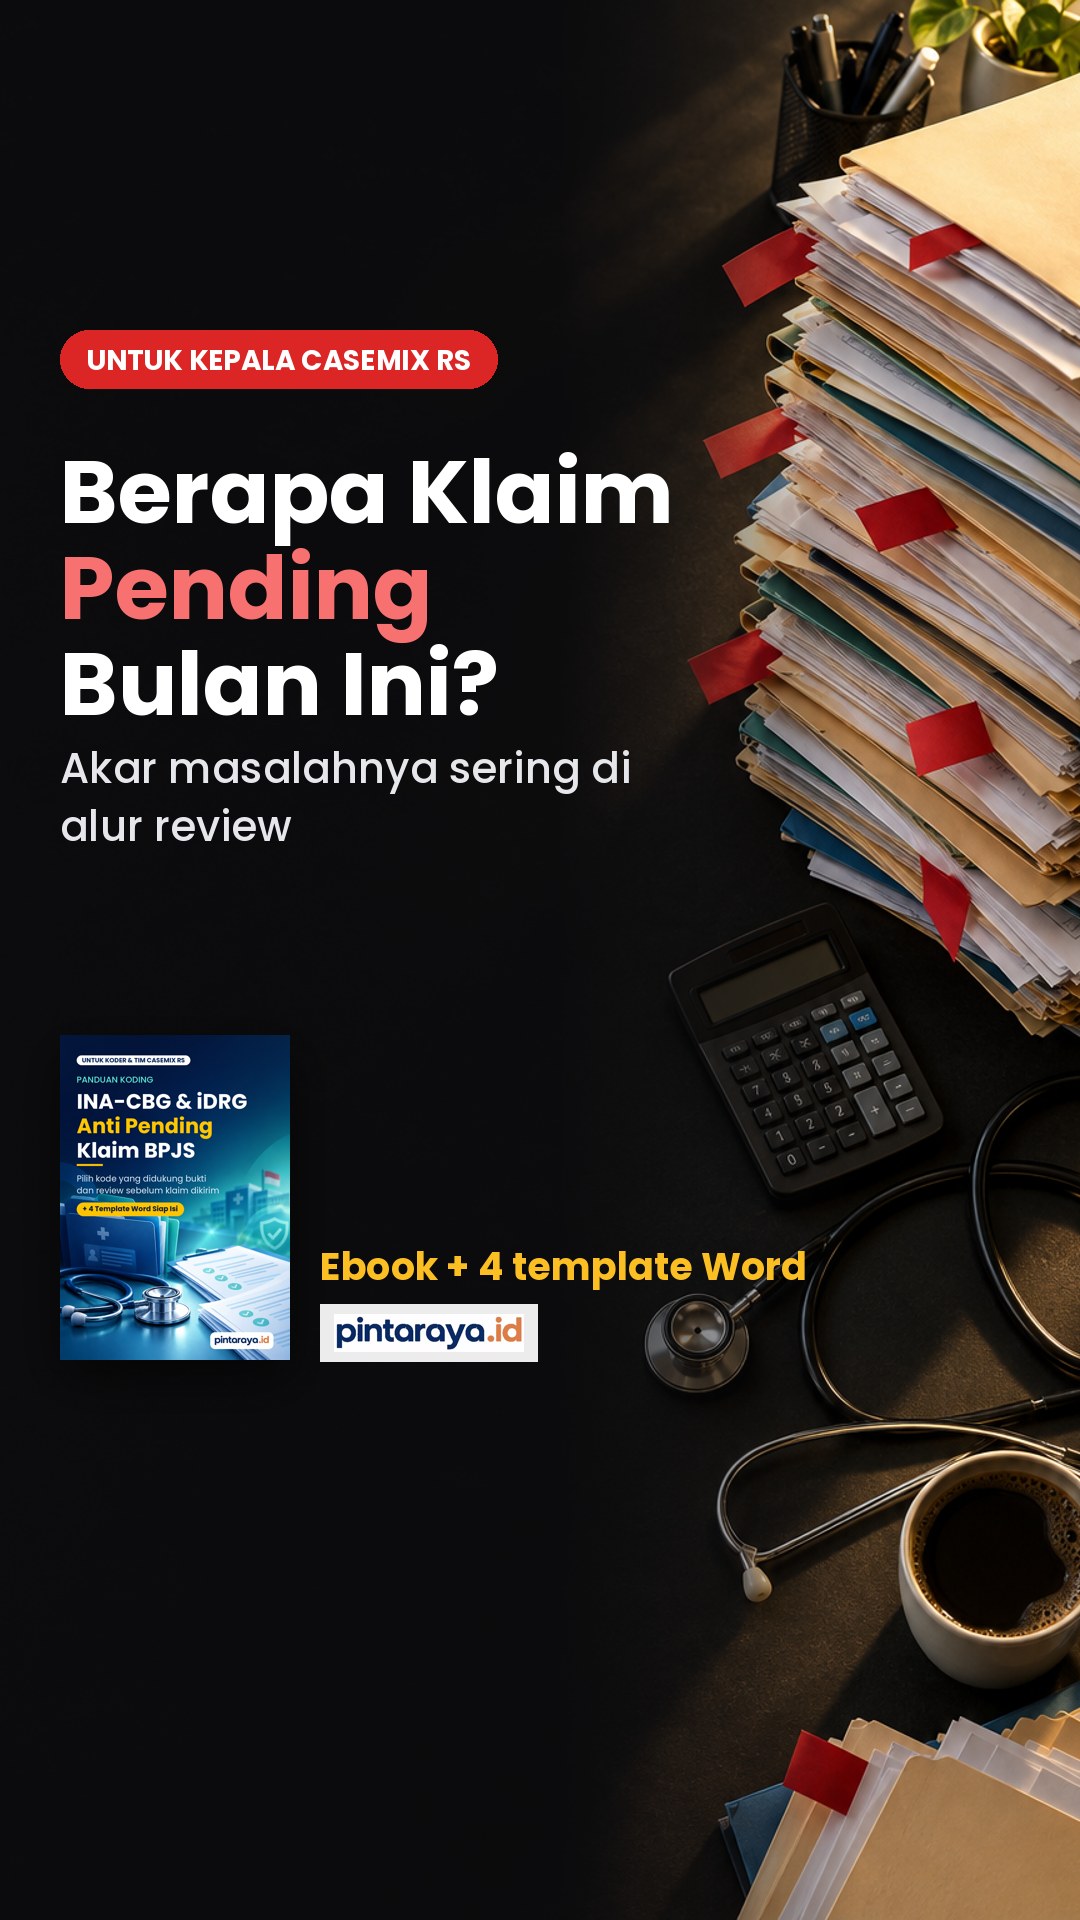 UNTUK KEPALA CASEMIX RS
Berapa Klaim
Pending
Bulan Ini?
Akar masalahnya sering di
alur review
UNTUK KODER & TIM CASEMIX RS
PANDUAN KODING
INA-CBG & iDRG
Anti Pending
Klaim BPJS
Pilih kode yang didukung bukti
dan review sebelum klaim dikirim
+ 4 Template Word Siap Isi
pintaraya.id
Ebook + 4 template Word
pintaraya.id